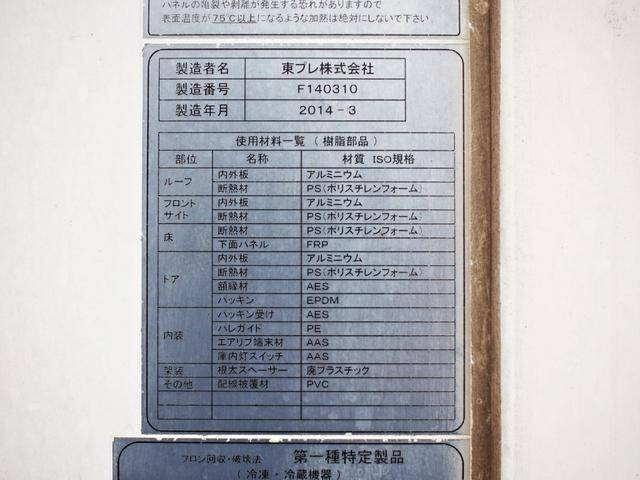 パネルの亀裂や剥離が発生する恐れがありますので
表面温度が75℃以上になるような加熱は絶対にしないで下さい
製造者名 東プレ株式会社
製造番号 F140310
製造年月 2014-3
使用材料一覧(樹脂部品)
部位 名称 材質 ISO規格
ルーフ 内外板 アルミニウム
断熱材 PS(ポリスチレンフォーム)
フロント サイト 内外板 アルミニウム
断熱材 PS(ポリスチレンフォーム)
床 断熱材 PS(ポリスチレンフォーム)
下面パネル FRP
ドア 内外板 アルミニウム
断熱材 PS(ポリスチレンフォーム)
額縁材 AES
パッキン EPDM
内装 パッキン受け AES
ハレガイド PE
エアリブ端末材 AAS
庫内灯スイッチ AAS
架装 根太スペーサー 廃プラスチック
その他 配線被覆材 PVC
フロン回収・破壊法 第一種特定製品
(冷凍・冷蔵機器)